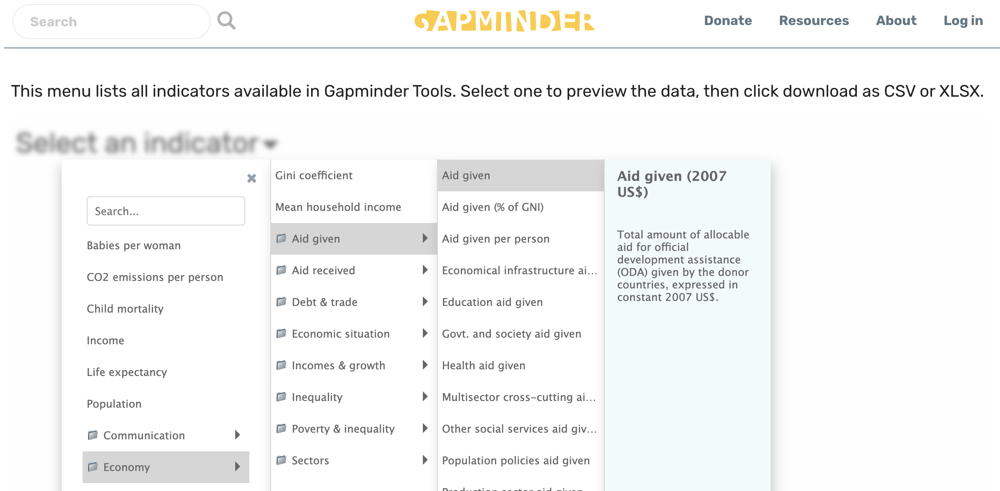 Search
GAPMINDER
Donate
Resources
About
Log in
This menu lists all indicators available in Gapminder Tools. Select one to preview the data, then click download as CSV or XLSX.
Select an indicator
Search...
Babies per woman
CO2 emissions per person
Child mortality
Income
Life expectancy
Population
Communication
Economy
Gini coefficient
Mean household income
Aid given
Aid received
Debt & trade
Economic situation
Incomes & growth
Inequality
Poverty & inequality
Sectors
Aid given
Aid given (% of GNI)
Aid given per person
Economical infrastructure ai...
Education aid given
Govt. and society aid given
Health aid given
Multisector cross-cutting ai...
Other social services aid giv...
Population policies aid given
Production sector aid given
Aid given (2007
US$)
Total amount of allocable
aid for official
development assistance
(ODA) given by the donor
countries, expressed in
constant 2007 US$.